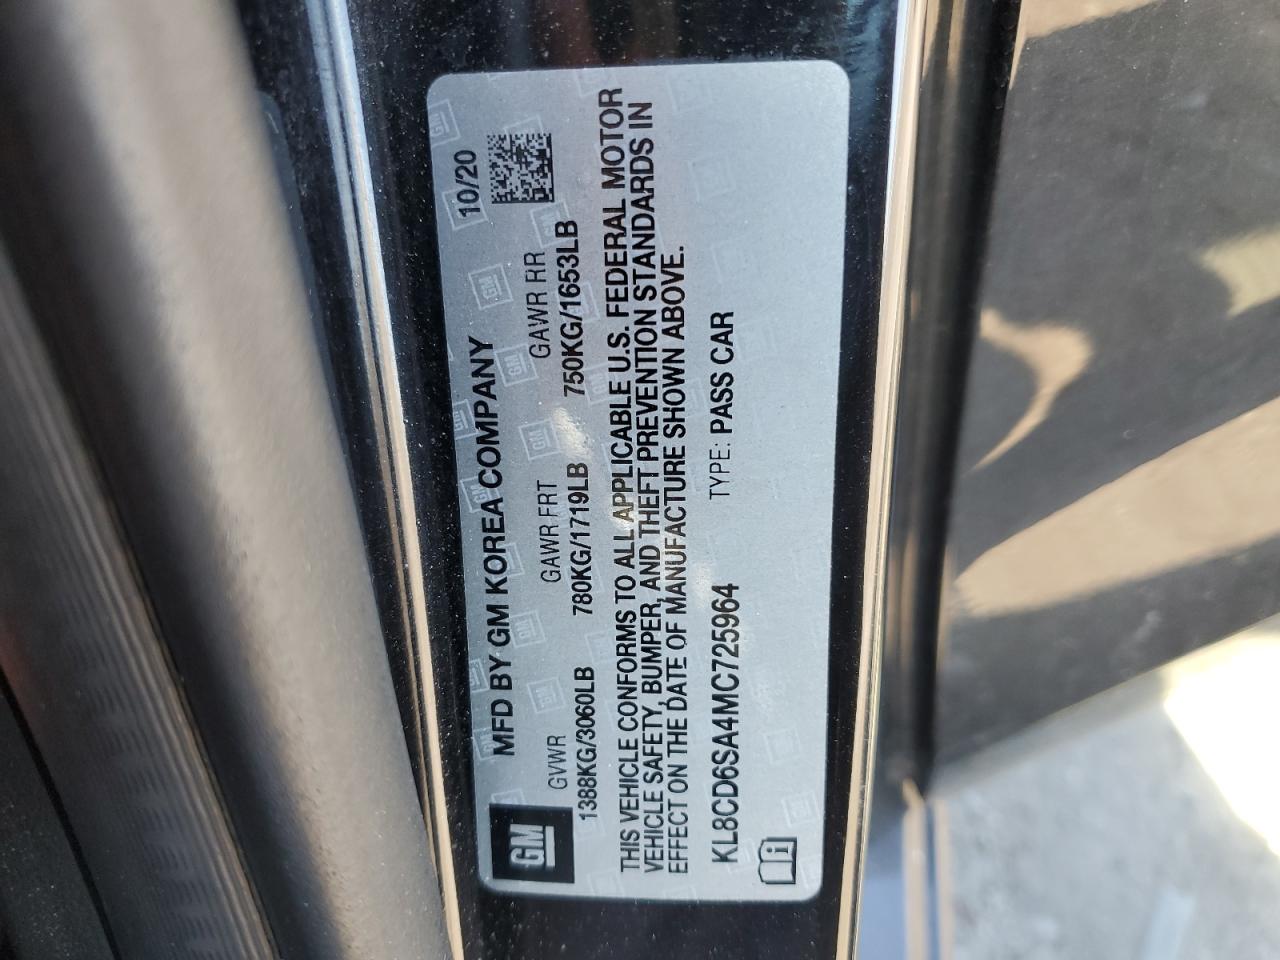 GM
MFD BY GM KOREA COMPANY 10/20
GVWR GAWR FRT GAWR RR
1388KG/3060LB 780KG/1719LB 750KG/1653LB
THIS VEHICLE CONFORMS TO ALL APPLICABLE U.S. FEDERAL MOTOR
VEHICLE SAFETY, BUMPER, AND THEFT PREVENTION STANDARDS IN
EFFECT ON THE DATE OF MANUFACTURE SHOWN ABOVE.
KL8CD6SA4MC725964 TYPE: PASS CAR